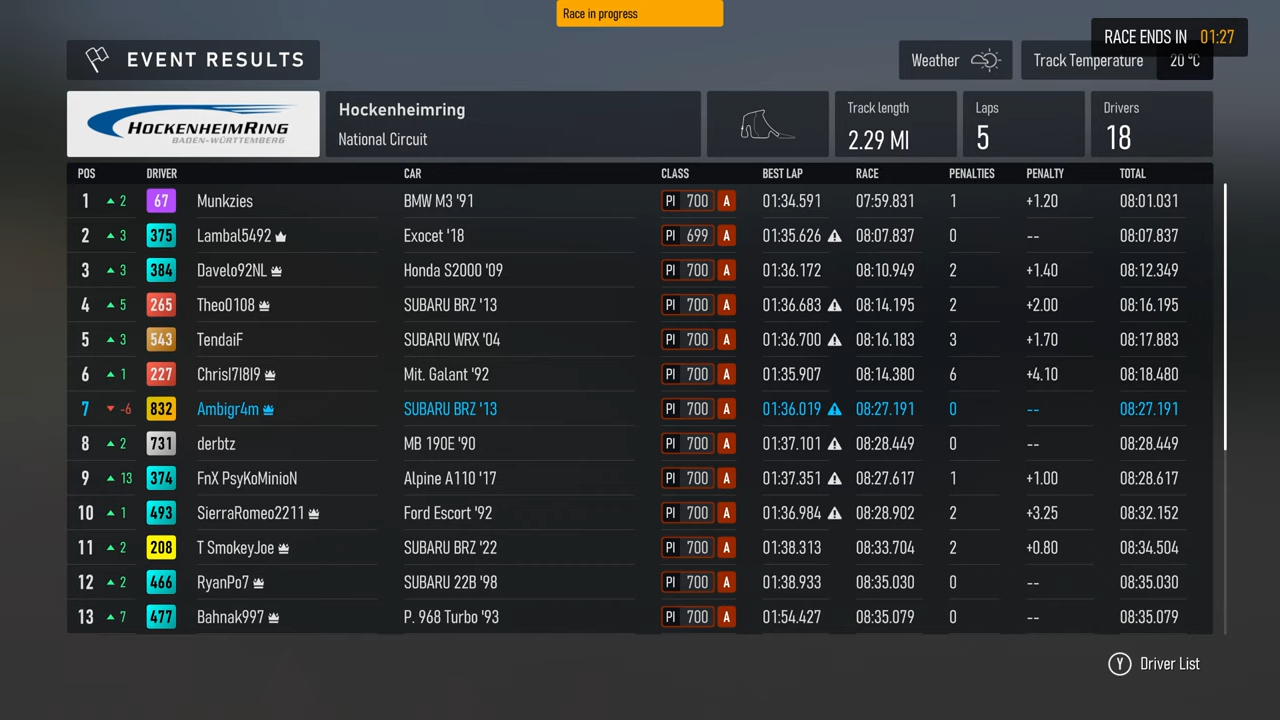 Race in progress
RACE ENDS IN 01:27
EVENT RESULTS
Weather
Track Temperature 20 °C
HOCKENHEIMRING
BADEN-WÜRTTEMBERG
Hockenheimring
National Circuit
Track length
2.29 MI
Laps
5
Drivers
18
POS DRIVER CAR CLASS BEST LAP RACE PENALTIES PENALTY TOTAL
1 2 67 Munkzies BMW M3 '91 PI 700 A 01:34.591 07:59.831 1 +1.20 08:01.031
2 3 375 Lambal5492 Exocet '18 PI 699 A 01:35.626 08:07.837 0 -- 08:07.837
3 3 384 Davelo92NL Honda S2000 '09 PI 700 A 01:36.172 08:10.949 2 +1.40 08:12.349
4 5 265 Theo0108 SUBARU BRZ '13 PI 700 A 01:36.683 08:14.195 2 +2.00 08:16.195
5 3 543 TendaiF SUBARU WRX '04 PI 700 A 01:36.700 08:16.183 3 +1.70 08:17.883
6 1 227 ChrisI7I8I9 Mit. Galant '92 PI 700 A 01:35.907 08:14.380 6 +4.10 08:18.480
7 -6 832 Ambigr4m SUBARU BRZ '13 PI 700 A 01:36.019 08:27.191 0 -- 08:27.191
8 2 731 derbtz MB 190E '90 PI 700 A 01:37.101 08:28.449 0 -- 08:28.449
9 13 374 FnX PsyKoMinioN Alpine A110 '17 PI 700 A 01:37.351 08:27.617 1 +1.00 08:28.617
10 1 493 SierraRomeo2211 Ford Escort '92 PI 700 A 01:36.984 08:28.902 2 +3.25 08:32.152
11 2 208 T SmokeyJoe SUBARU BRZ '22 PI 700 A 01:38.313 08:33.704 2 +0.80 08:34.504
12 2 466 RyanPo7 SUBARU 22B '98 PI 700 A 01:38.933 08:35.030 0 -- 08:35.030
13 7 477 Bahnak997 P. 968 Turbo '93 PI 700 A 01:54.427 08:35.079 0 -- 08:35.079
Y Driver List